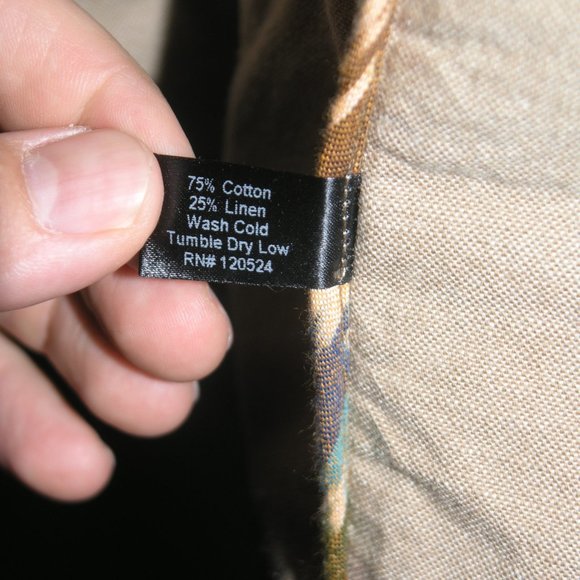 75% Cotton
25% Linen
Wash Cold
Tumble Dry Low
RN# 120524